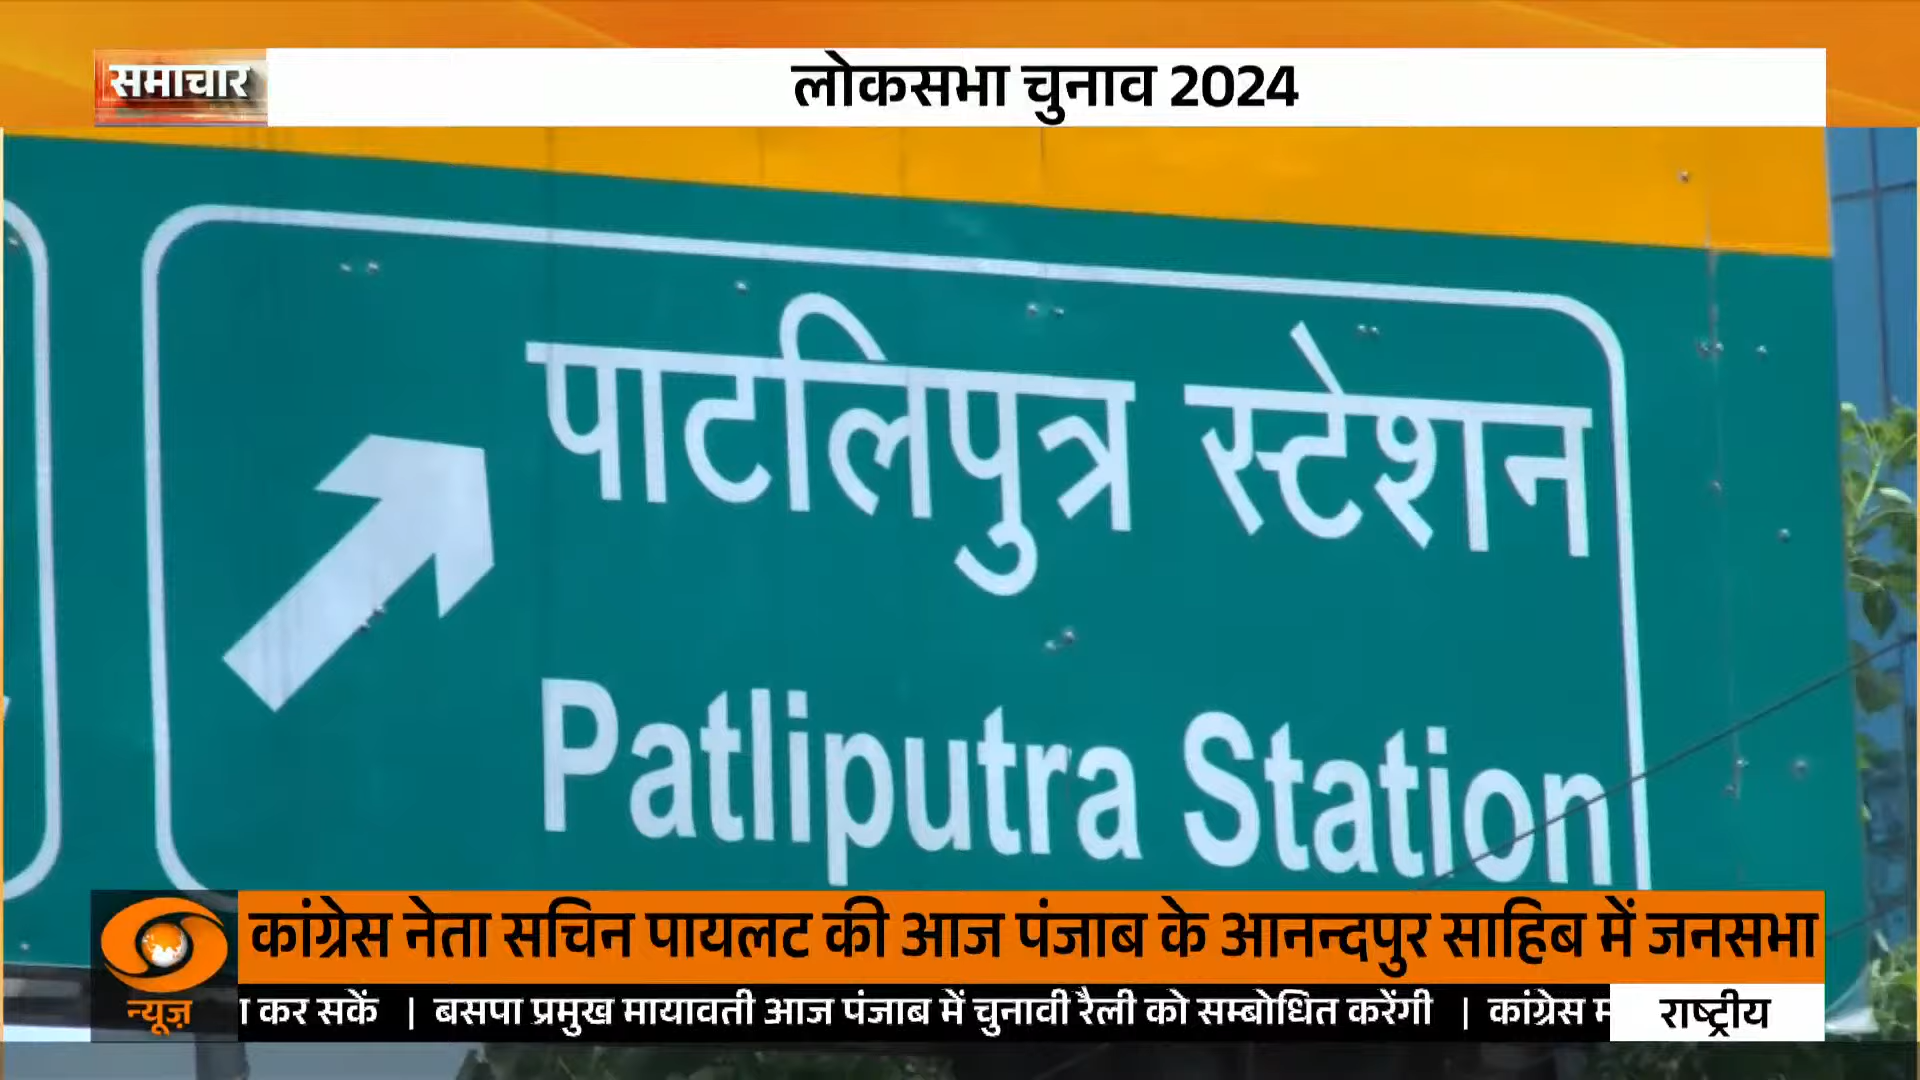 समाचार
लोकसभा चुनाव 2024
पाटलिपुत्र स्टेशन
Patliputra Station
कांग्रेस नेता सचिन पायलट की आज पंजाब के आनन्दपुर साहिब में जनसभा
न्यूज़
कर सकें | बसपा प्रमुख मायावती आज पंजाब में चुनावी रैली को सम्बोधित करेंगी | कांग्रेस
राष्ट्रीय